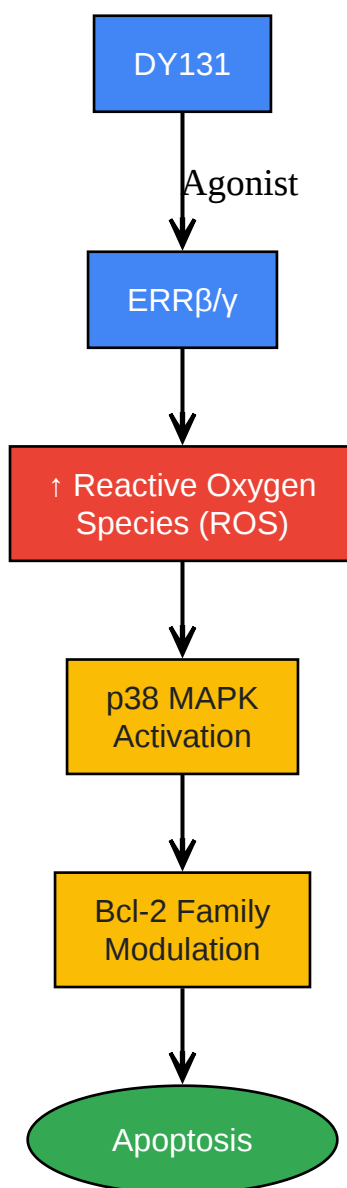 DY131
Agonist
ERRβ/γ
↑ Reactive Oxygen
Species (ROS)
p38 MAPK
Activation
Bcl-2 Family
Modulation
Apoptosis